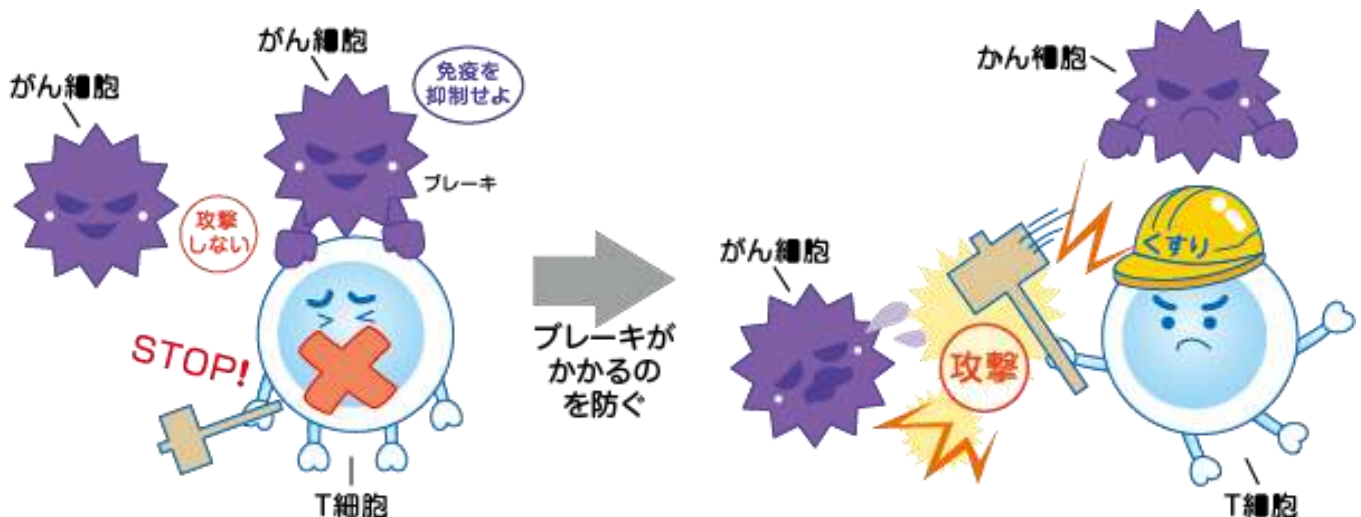 がん細胞
がん細胞
免疫を
抑制せよ
ブレーキ
攻撃
しない
STOP!
T細胞
ブレーキが
かかるの
を防ぐ
かん細胞
くすり
がん細胞
攻撃
T細胞